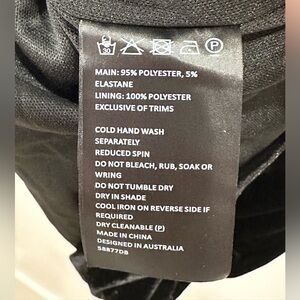 MAIN: 95% POLYESTER, 5%
ELASTANE
LINING: 100% POLYESTER
EXCLUSIVE OF TRIMS
COLD HAND WASH
SEPARATELY
REDUCED SPIN
DO NOT BLEACH, RUB, SOAK OR
WRING
DO NOT TUMBLE DRY
DRY IN SHADE
COOL IRON ON REVERSE SIDE IF
REQUIRED
DRY CLEANABLE (P)
MADE IN CHINA
DESIGNED IN AUSTRALIA
58877DB